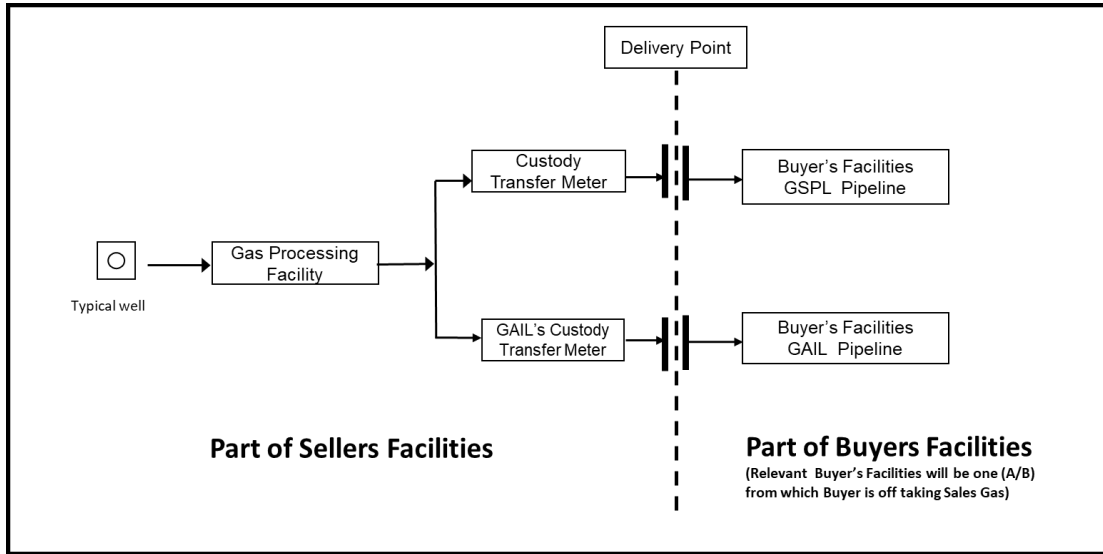 Delivery Point
Custody
Transfer Meter
Buyer's Facilities
GSPL Pipeline
Gas Processing
Facility
Typical well
GAIL's Custody
Transfer Meter
Buyer's Facilities
GAIL Pipeline
Part of Sellers Facilities
Part of Buyers Facilities
(Relevant Buyer's Facilities will be one (A/B)
from which Buyer is off taking Sales Gas)